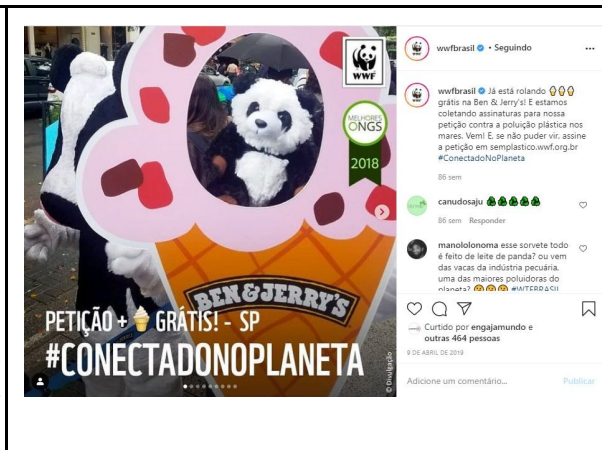 WWF
MELHORES
ONGS
2018
BEN & JERRY'S
PETIÇÃO + GRÁTIS! - SP
#CONECTADONOPLANETA
© Divulgação
wwfbrasil • Seguindo
wwfbrasil Já está rolando
grátis na Ben & Jerry's! E estamos
coletando assinaturas para nossa
petição contra a poluição plástica nos
mares. Vem! E, se não puder vir, assine
a petição em semplastico.wwf.org.br
#ConectadoNoPlaneta
86 sem
canudosaju
86 sem Responder
manololonoma esse sorvete todo
é feito de leite de panda? ou vem
das vacas da indústria pecuária,
uma das maiores poluidoras do
planeta? #WTFBRASIL
Curtido por engajamundo e
outras 464 pessoas
9 DE ABRIL DE 2019
Adicione um comentário...
Publicar